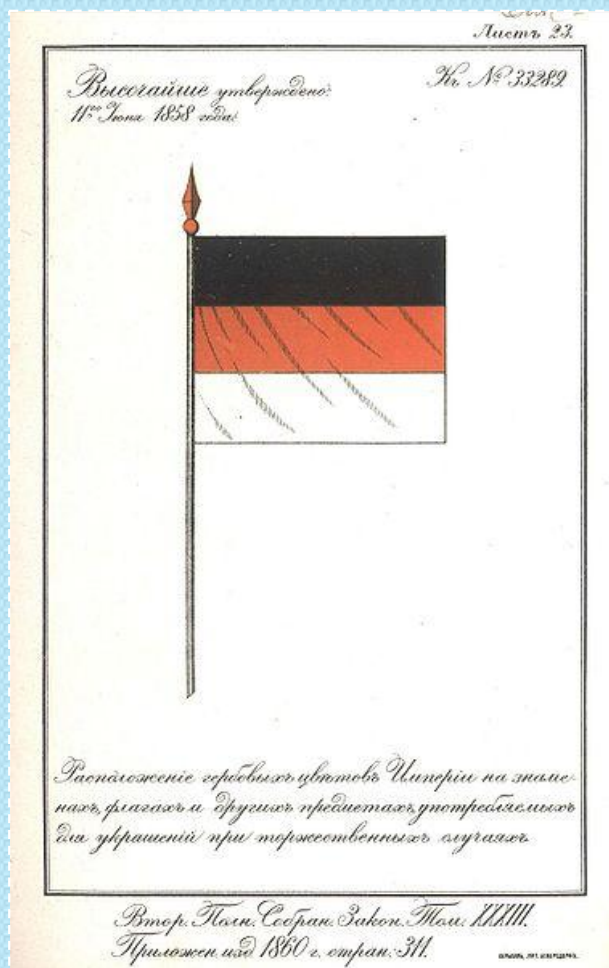 Листъ 23.
Высочайше утверждено:
Къ № 33289
11го Іюня 1858 года.
Расположеніе гербовыхъ цвѣтовъ Имперіи на знаме-
нахъ, флагахъ и другихъ предметахъ, употребляемыхъ
для украшеній при торжественныхъ случаяхъ.
Втор. Полн. Собран. Закон. Том. XXXIII.
Приложен. изд. 1860 г. стран. 311.